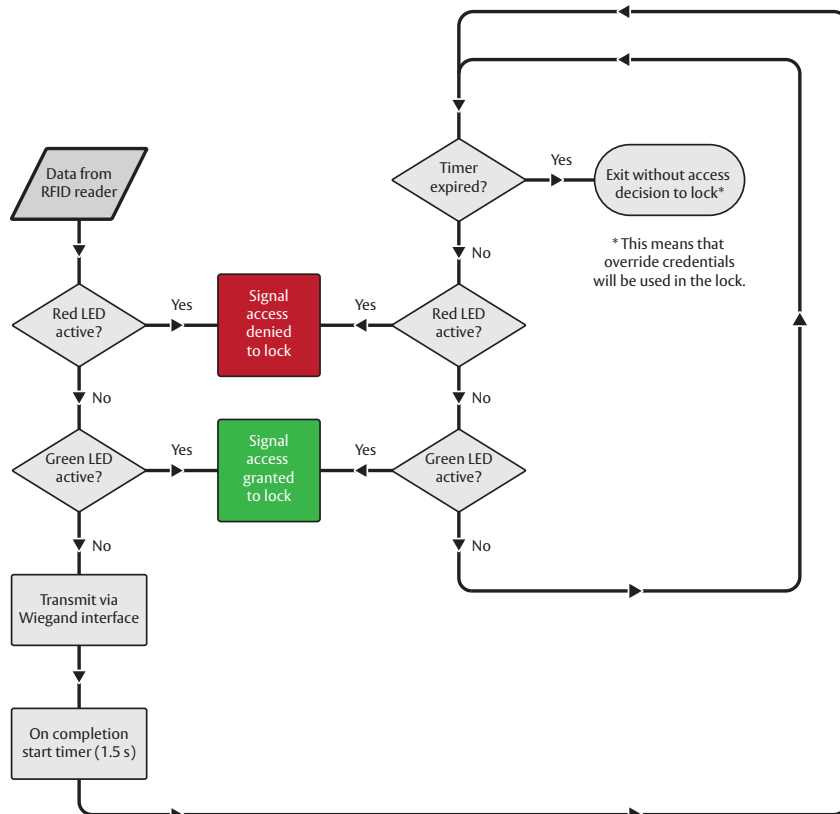 Data from
RFID reader
Timer
expired?
Yes
Exit without access
decision to lock*
* This means that
override credentials
will be used in the lock.
No
Red LED
active?
Yes
Signal
access
denied
to lock
Yes
Red LED
active?
No
No
Green LED
active?
Yes
Signal
access
granted
to lock
Yes
Green LED
active?
No
No
Transmit via
Wiegand interface
On completion
start timer (1.5 s)